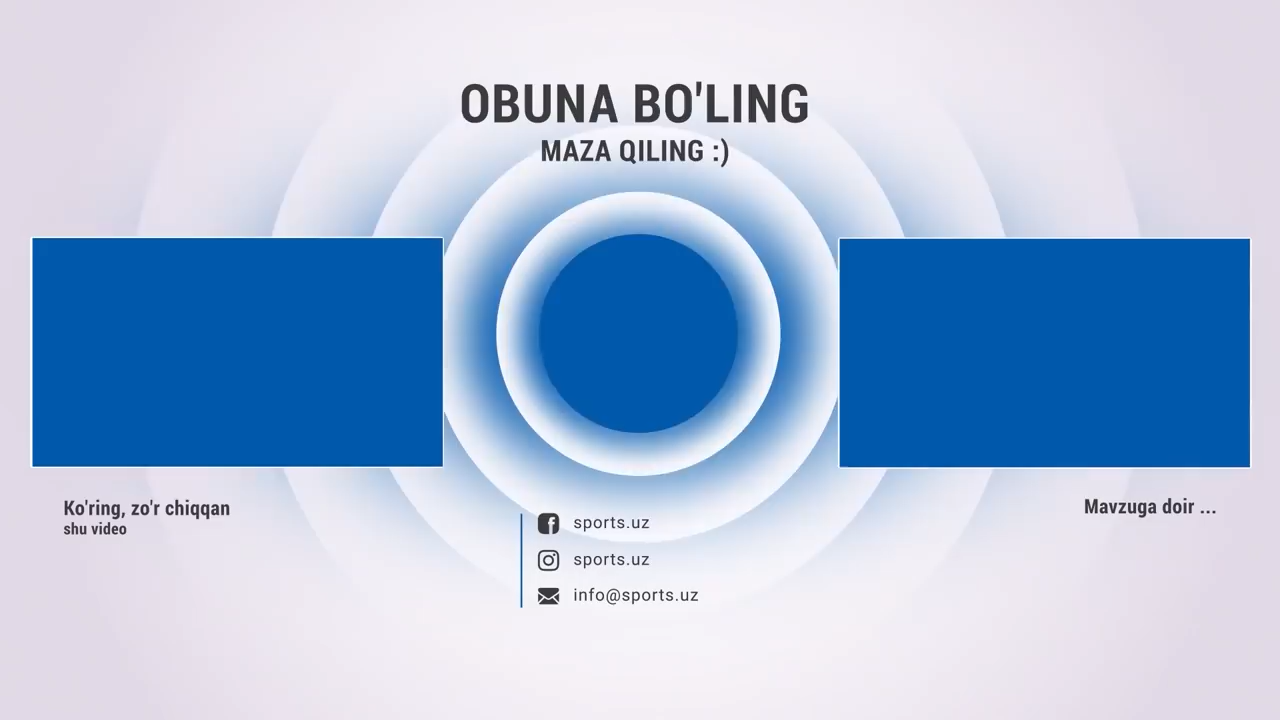 OBUNA BO'LING
MAZA QILING :)
Ko'ring, zo'r chiqqan
shu video
Mavzuga doir ...
sports.uz
sports.uz
info@sports.uz